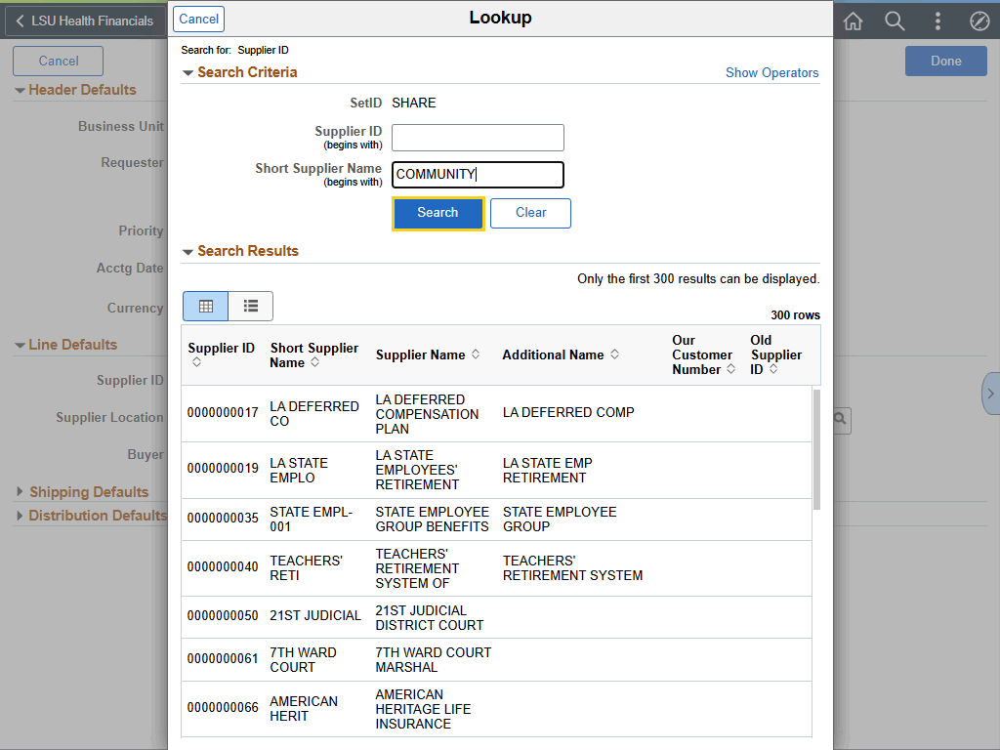 LSU Health Financials
Cancel
Lookup
Cancel
Done
Header Defaults
Business Unit
Requester
Priority
Acctg Date
Currency
Line Defaults
Supplier ID
Supplier Location
Buyer
Shipping Defaults
Distribution Defaults
Search for: Supplier ID
Search Criteria
Show Operators
SetID SHARE
Supplier ID
(begins with)
Short Supplier Name COMMUNITY
(begins with)
Search Clear
Search Results
Only the first 300 results can be displayed.
300 rows
Supplier ID
Short Supplier
Name
Supplier Name
Additional Name
Our
Customer
Number
Old
Supplier
ID
0000000017
LA DEFERRED
CO
LA DEFERRED
COMPENSATION
PLAN
LA DEFERRED COMP
0000000019
LA STATE
EMPLO
LA STATE
EMPLOYEES'
RETIREMENT
LA STATE EMP
RETIREMENT
0000000035
STATE EMPL-
001
STATE EMPLOYEE
GROUP BENEFITS
STATE EMPLOYEE
GROUP
0000000040
TEACHERS'
RETI
TEACHERS'
RETIREMENT
SYSTEM OF
TEACHERS'
RETIREMENT SYSTEM
0000000050
21ST JUDICIAL
21ST JUDICIAL
DISTRICT COURT
0000000061
7TH WARD
COURT
7TH WARD COURT
MARSHAL
0000000066
AMERICAN
HERIT
AMERICAN
HERITAGE LIFE
INSURANCE